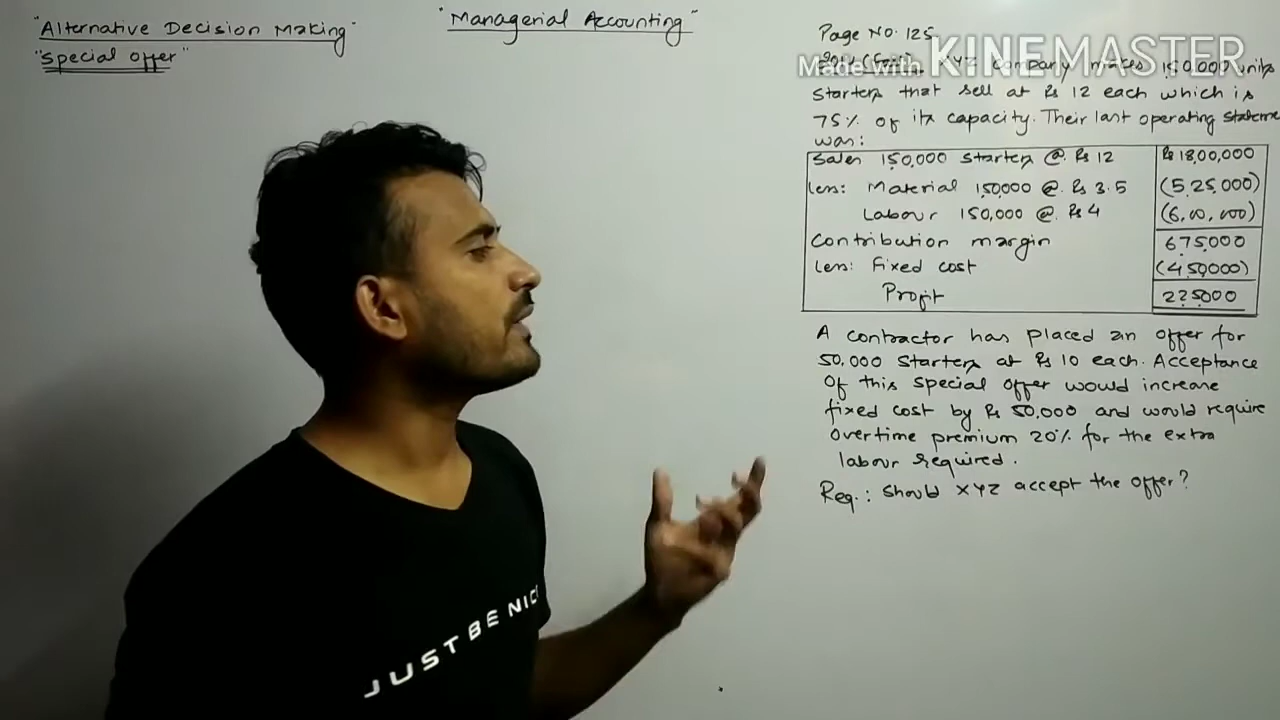 "Alternative Decision Making"
"Special Offer"
"Managerial Accounting"
Page No. 125
Made with KINEMASTER
XYZ company makes 150,000 units
Starters that sell at Rs 12 each which is
75% of its capacity. Their last operating statement
was:
Sales 150,000 starters @ Rs 12 Rs 18,00,000
less: Material 150,000 @ Rs 3.5 (5,25,000)
Labour 150,000 @ Rs 4 (6,00,000)
Contribution margin 675,000
less: Fixed cost (450,000)
Profit 225,000
A contractor has placed an offer for
50,000 starters at Rs 10 each. Acceptance
Of this special offer would increase
fixed cost by Rs 50,000 and would require
overtime premium 20% for the extra
labour required.
Req.: Should XYZ accept the offer?
JUST BE NICE